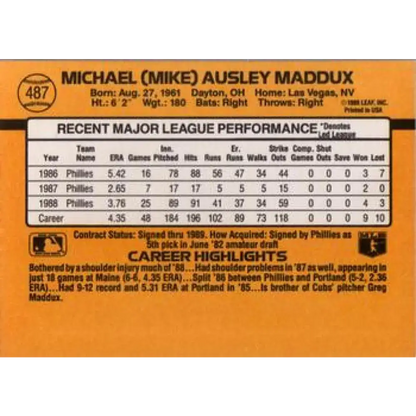 487
MICHAEL (MIKE) AUSLEY MADDUX
Born: Aug. 27, 1961 Dayton, OH Home: Las Vegas, NV
Ht.: 6'2" Wgt.: 180 Bats: Right Throws: Right
©1989 LEAF, INC.
Printed in USA
RECENT MAJOR LEAGUE PERFORMANCE *Denotes Led League
Year Team Name ERA Games Inn. Pitched Hits Runs Er. Runs Walks Strike Outs Comp. Games Shut Outs Save Won Lost
1986 Phillies 5.42 16 78 88 56 47 34 44 0 0 0 3 7
1987 Phillies 2.65 7 17 17 5 5 5 15 0 0 0 2 0
1988 Phillies 3.76 25 89 91 41 37 34 59 0 0 0 4 3
Career 4.35 48 184 196 102 89 73 118 0 0 0 9 10
Contract Status: Signed thru 1989. How Acquired: Signed by Phillies as
5th pick in June '82 amateur draft
CAREER HIGHLIGHTS
Bothered by a shoulder injury much of '88...Had shoulder problems in '87 as well, appearing
in just 18 games at Maine (6-6, 4.35 ERA)...Split '86 between Phillies and Portland (5-2, 2.36
ERA)...Had 9-12 record and 5.31 ERA at Portland in '85...Is brother of Cubs' pitcher Greg
Maddux.